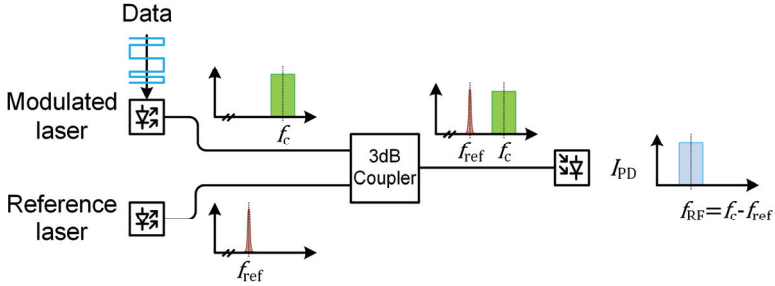 Data
Modulated
laser
f_c
Reference
laser
f_ref
3dB
Coupler
f_ref f_c
I_PD
f_RF=f_c-f_ref